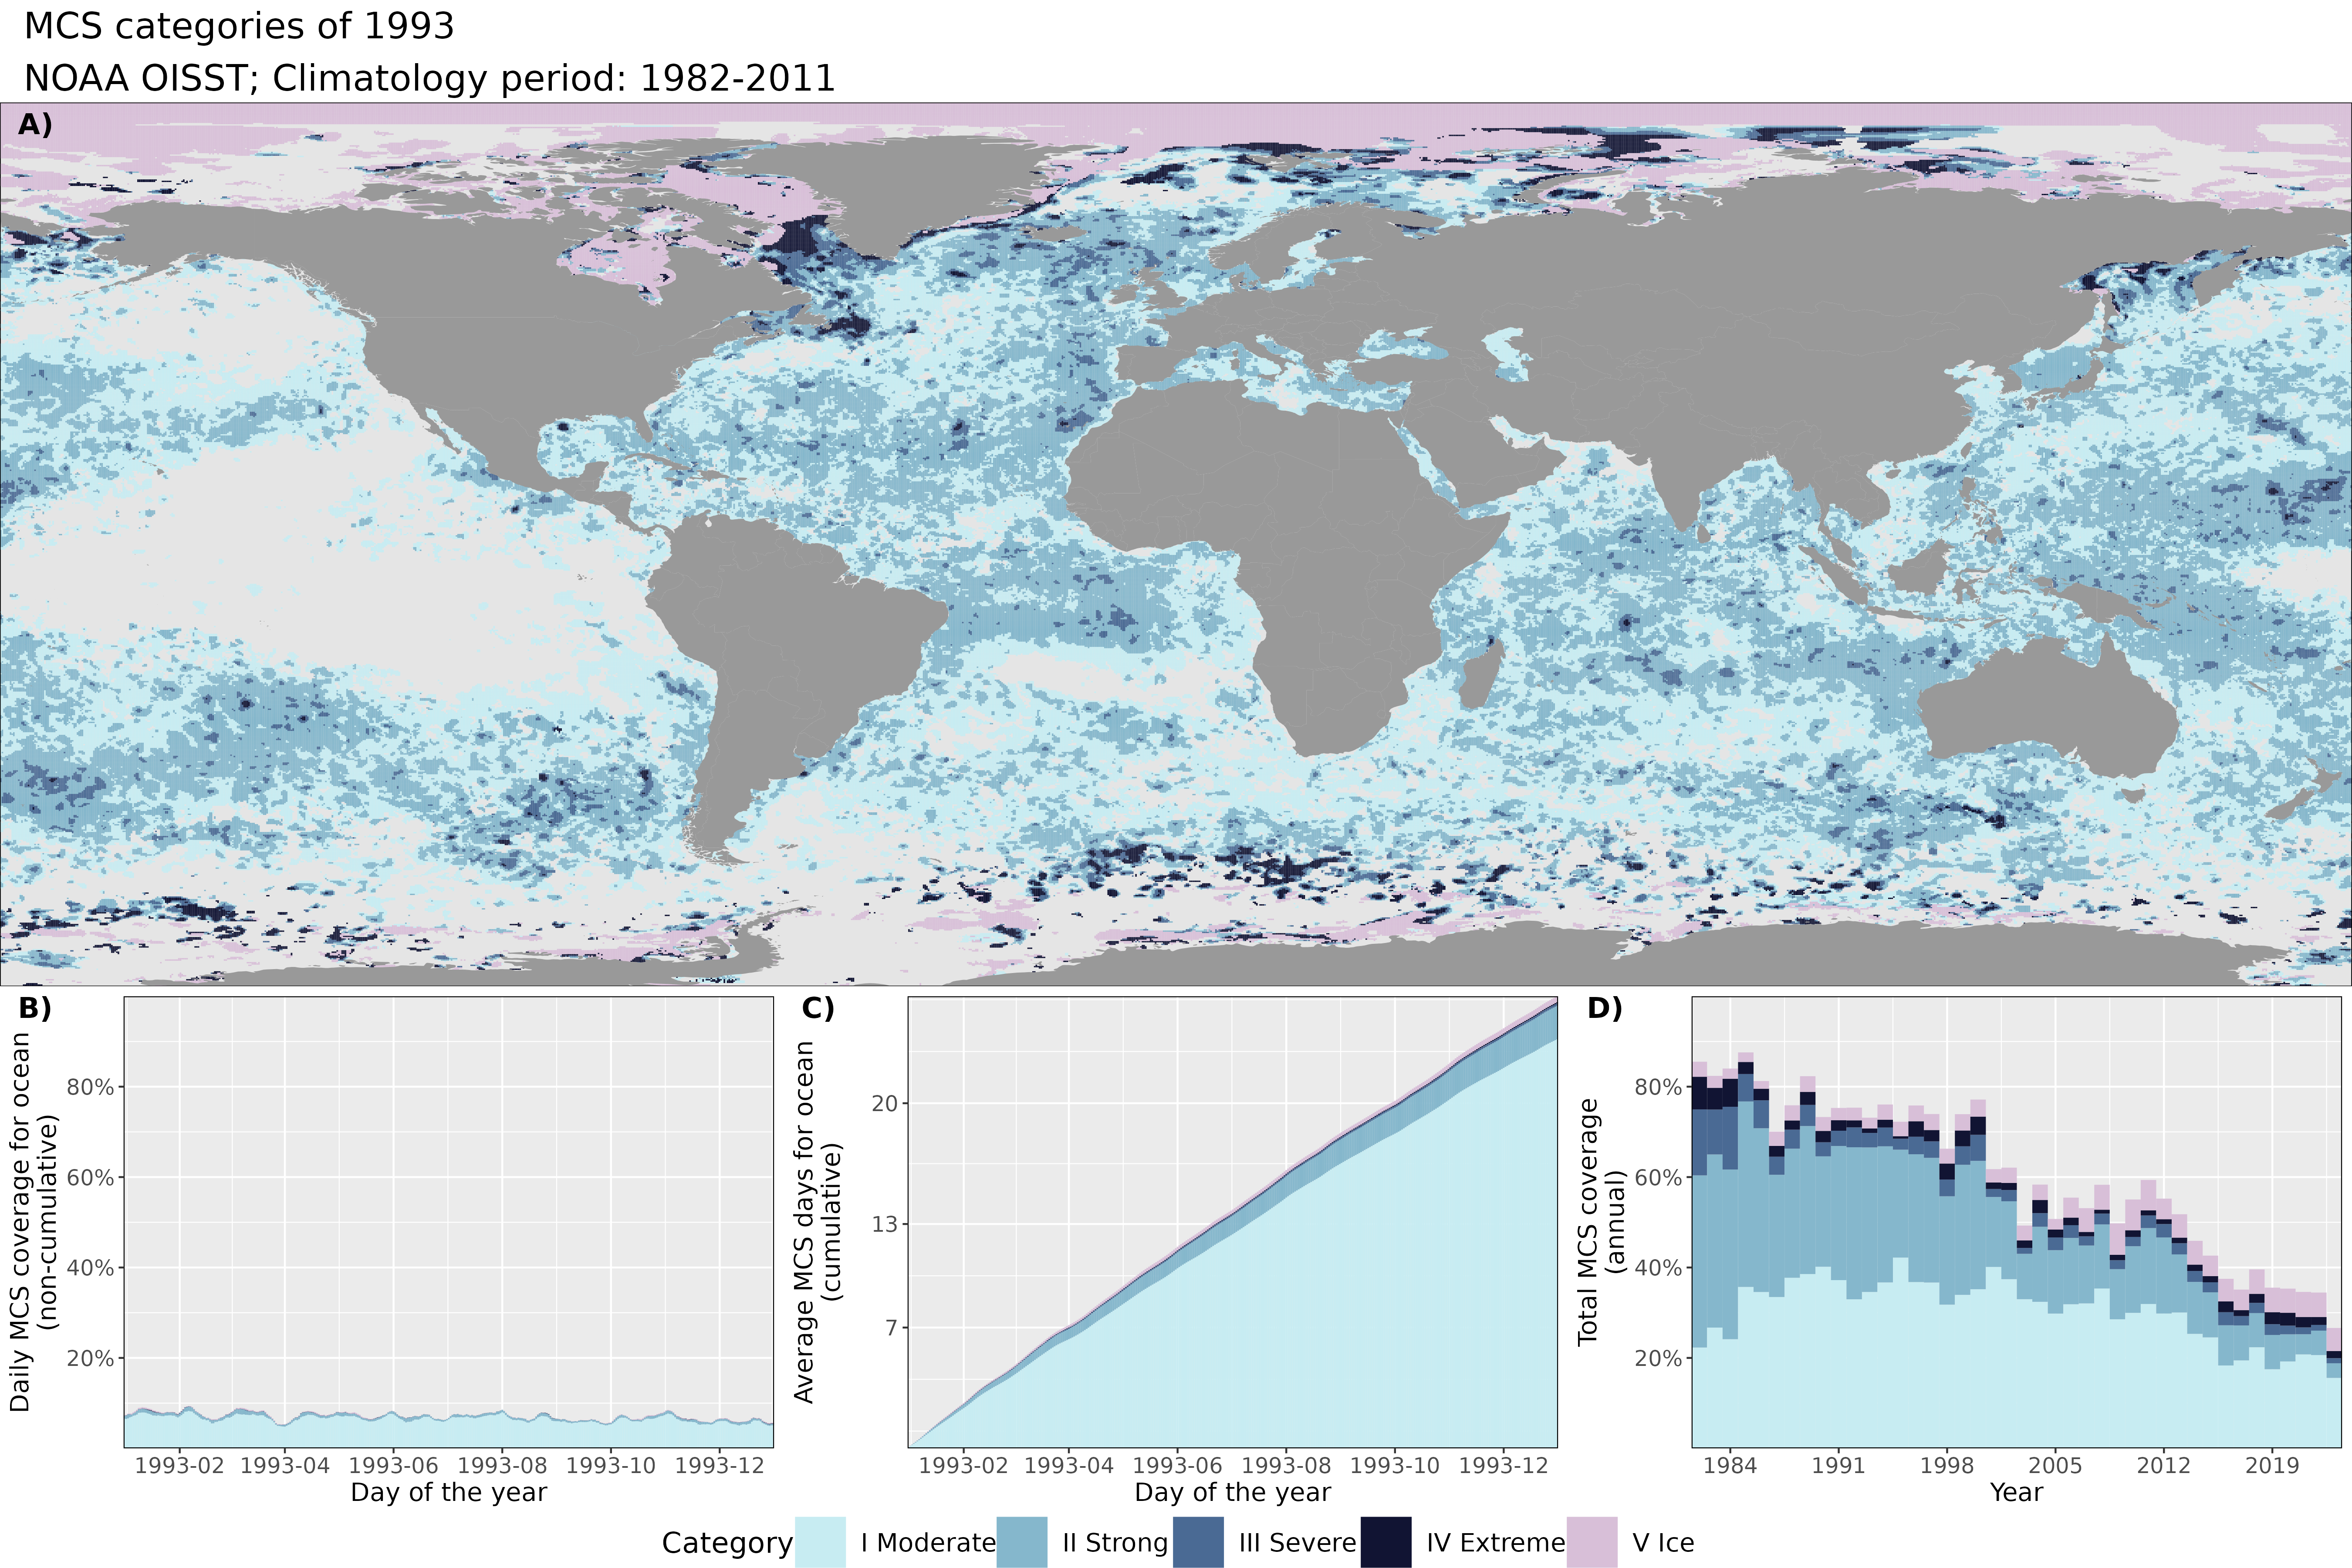 MCS categories of 1993
NOAA OISST; Climatology period: 1982-2011
A)
B)
Daily MCS coverage for ocean
(non-cumulative)
80%
60%
40%
20%
1993-02 1993-04 1993-06 1993-08 1993-10 1993-12
Day of the year
C)
Average MCS days for ocean
(cumulative)
20
13
7
1993-02 1993-04 1993-06 1993-08 1993-10 1993-12
Day of the year
D)
Total MCS coverage
(annual)
80%
60%
40%
20%
1984 1991 1998 2005 2012 2019
Year
Category I Moderate II Strong III Severe IV Extreme V Ice